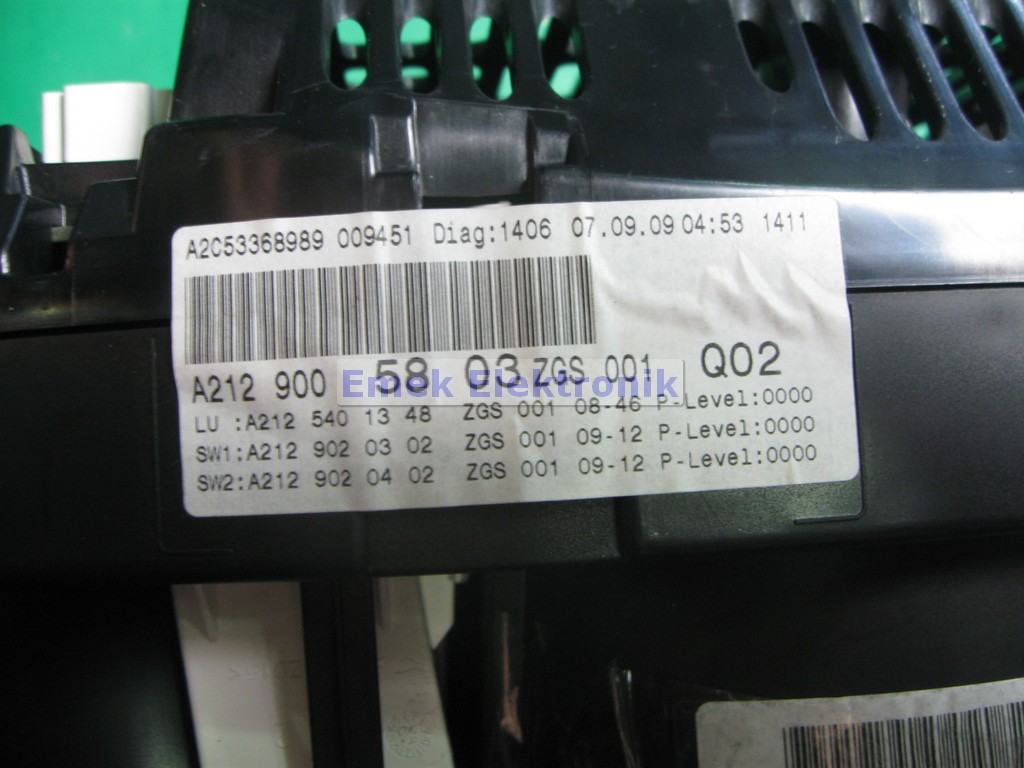 A2C53368989 009451 Diag:1406 07.09.09 04:53 1411
A212 900 58 03 ZGS 001 Q02
Emek Elektronik
LU :A212 540 13 48 ZGS 001 08-46 P-Level:0000
SW1:A212 902 03 02 ZGS 001 09-12 P-Level:0000
SW2:A212 902 04 02 ZGS 001 09-12 P-Level:0000